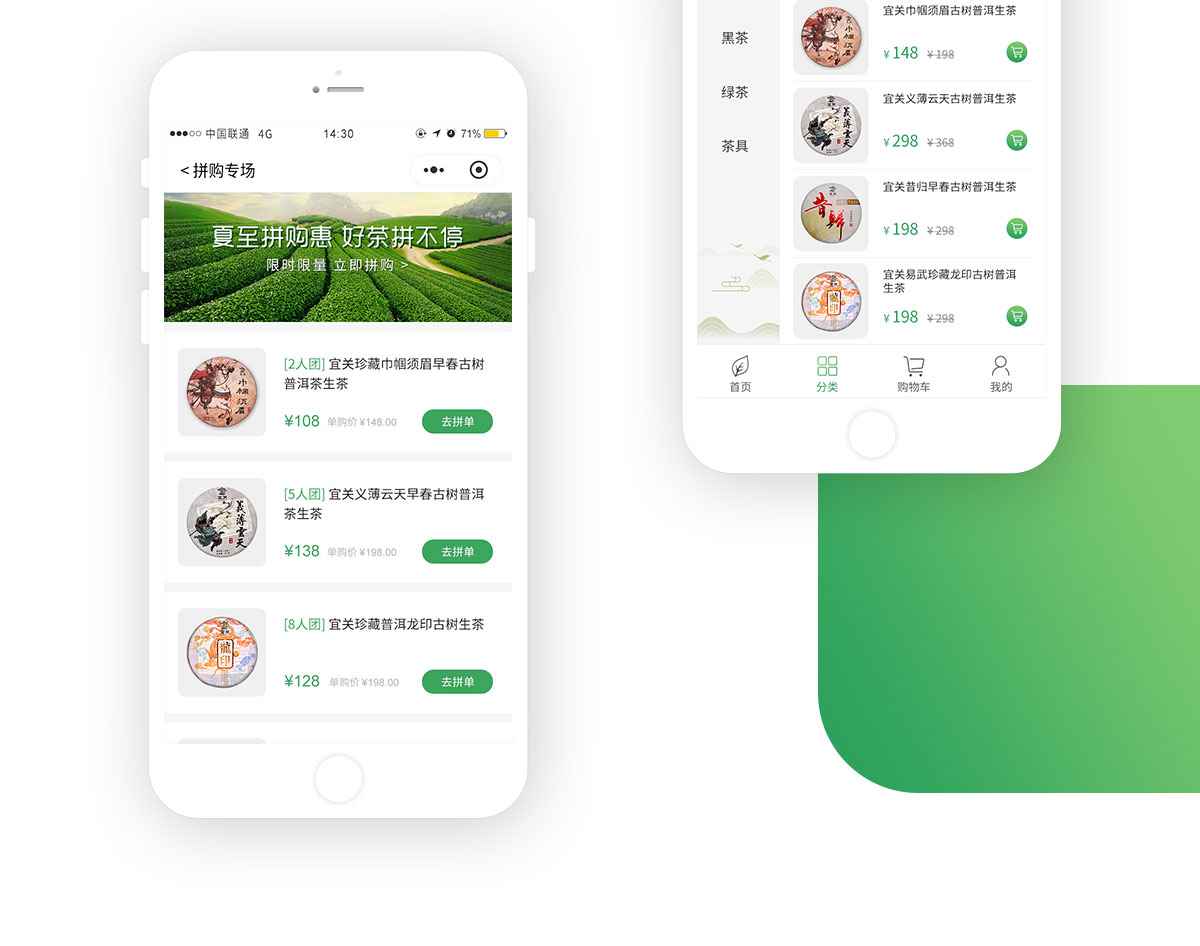 中国联通 4G
14:30
71%
< 拼购专场
夏至拼购惠 好茶拼不停
限时限量 立即拼购 >
[2人团] 宜关珍藏巾帼须眉早春古树
普洱茶生茶
¥108 单购价 ¥148.00
去拼单
[5人团] 宜关义薄云天早春古树普洱
茶生茶
¥138 单购价 ¥198.00
去拼单
義薄雲天
[8人团] 宜关珍藏普洱龙印古树生茶
¥128 单购价 ¥198.00
去拼单
黑茶
绿茶
茶具
宜关巾帼须眉古树普洱生茶
¥148 ¥198
宜关义薄云天古树普洱生茶
¥298 ¥368
義薄雲天
宜关昔归早春古树普洱生茶
¥198 ¥298
宜关易武珍藏龙印古树普洱
生茶
¥198 ¥298
首页
分类
购物车
我的